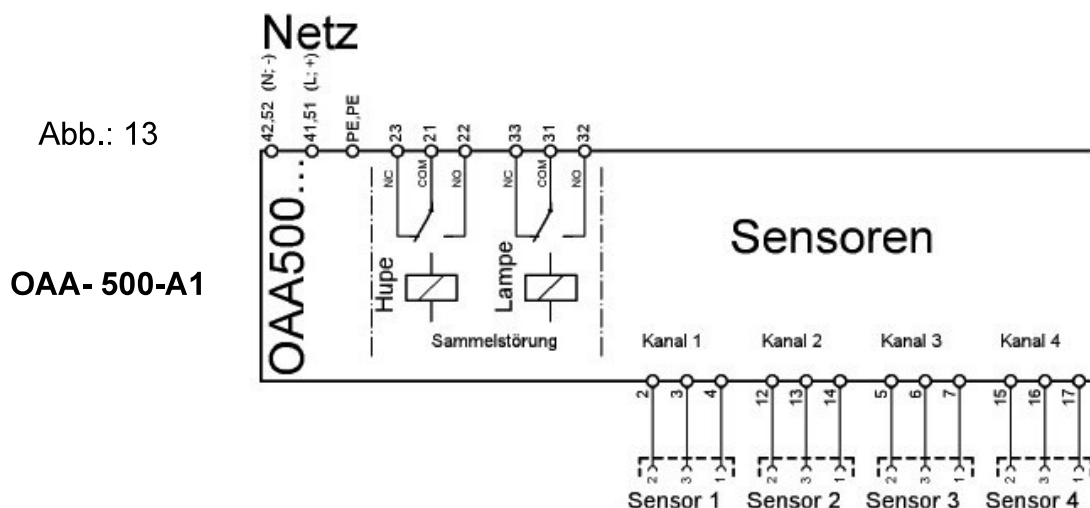 Netz
42,52 (N; -)
41,51 (L; +)
PE,PE
23
21
22
33
31
32
Abb.: 13
NC
COM
NO
NC
COM
NO
OAA500...
OAA- 500-A1
Hupe
Lampe
Sammelstörung
Sensoren
Kanal 1
Kanal 2
Kanal 3
Kanal 4
2
3
4
12
13
14
5
6
7
15
16
17
2
3
1
2
3
1
2
3
1
2
3
1
Sensor 1
Sensor 2
Sensor 3
Sensor 4